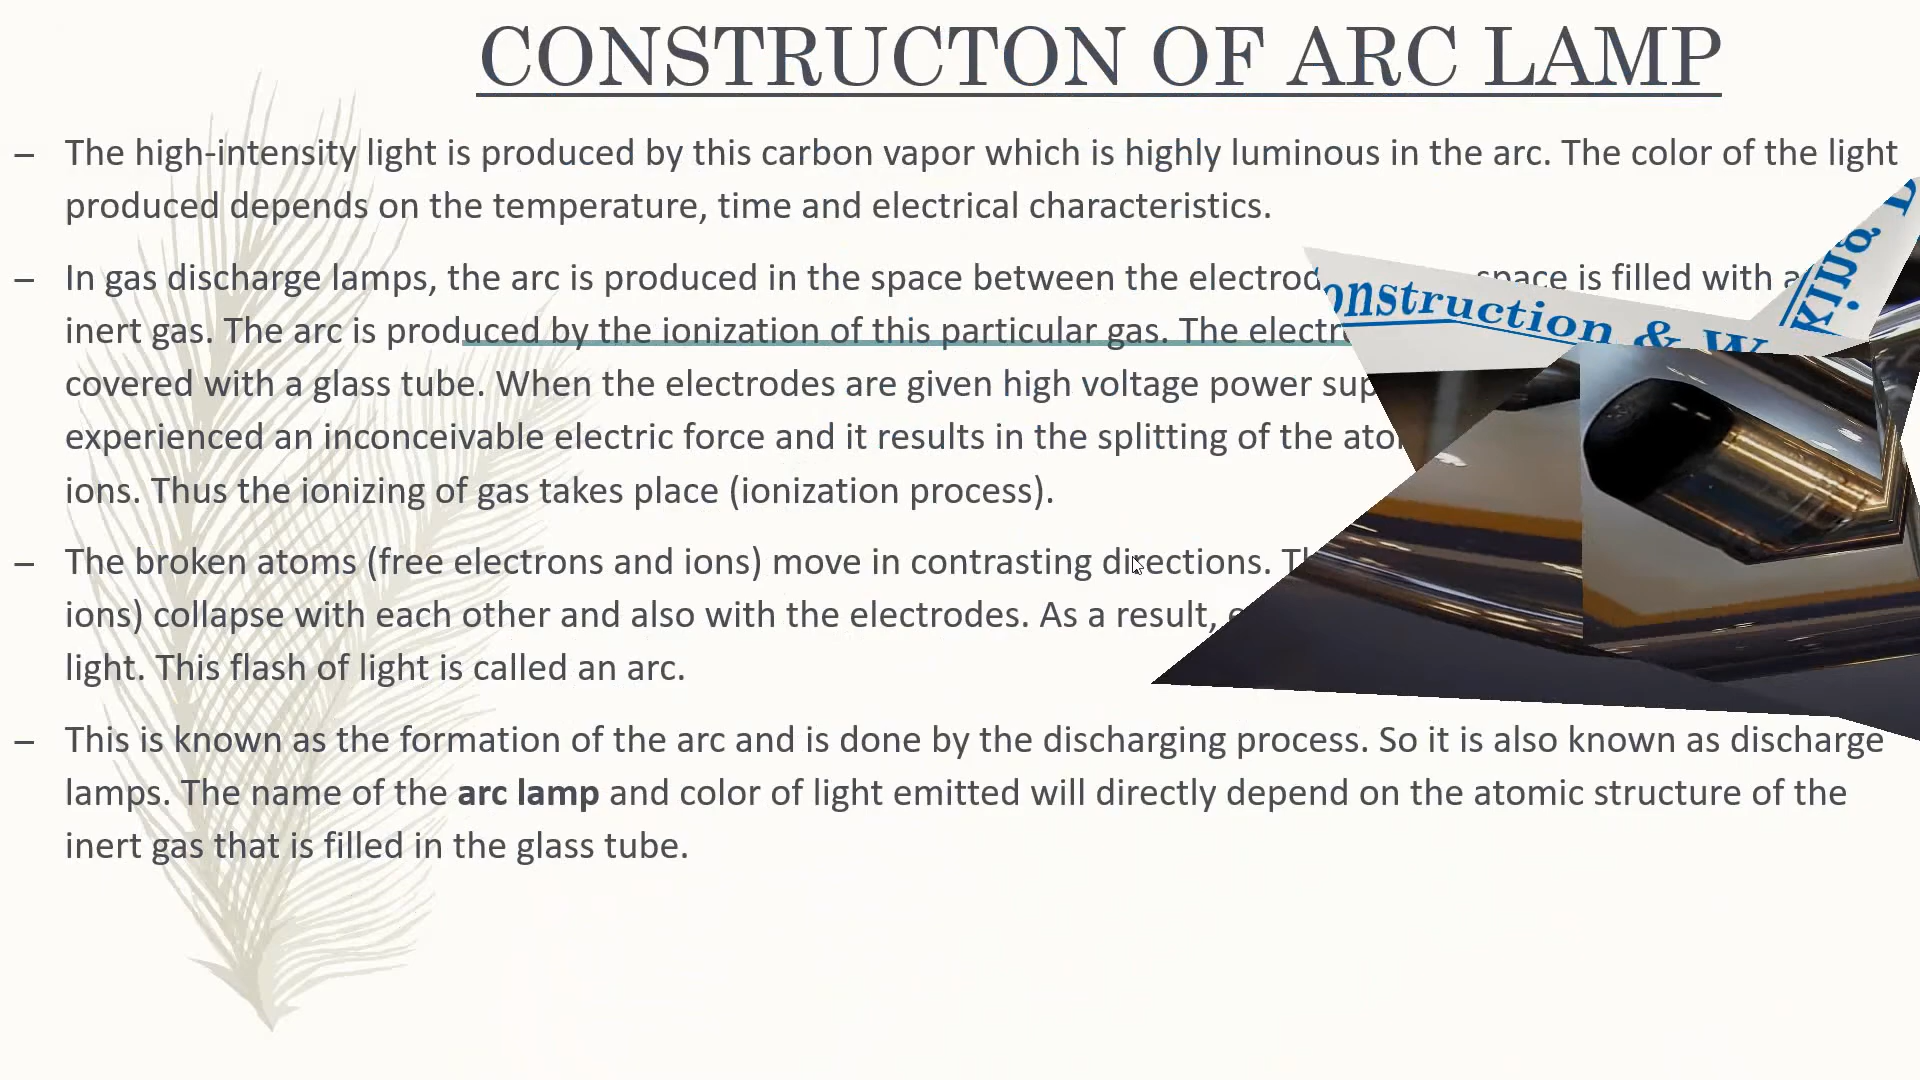 CONSTRUCTON OF ARC LAMP
– The high-intensity light is produced by this carbon vapor which is highly luminous in the arc. The color of the light
produced depends on the temperature, time and electrical characteristics.
– In gas discharge lamps, the arc is produced in the space between the space is filled with
inert gas. The arc is produced by the ionization of this particular gas. The
covered with a glass tube. When the electrodes are given high voltage power
experienced an inconceivable electric force and it results in the splitting of the
ions. Thus the ionizing of gas takes place (ionization process).
– The broken atoms (free electrons and ions) move in contrasting directions.
ions) collapse with each other and also with the electrodes. As a result,
light. This flash of light is called an arc.
– This is known as the formation of the arc and is done by the discharging process. So it is also known as discharge
lamps. The name of the arc lamp and color of light emitted will directly depend on the atomic structure of the
inert gas that is filled in the glass tube.
onstruction & W
king